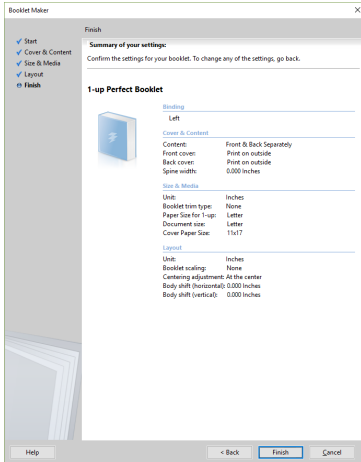 Booklet Maker
Finish
Start
Cover & Content
Size & Media
Layout
Finish
Summary of your settings:
Confirm the settings for your booklet. To change any of the settings, go back.
1-up Perfect Booklet
Binding
Left
Cover & Content
Content: Front & Back Separately
Front cover: Print on outside
Back cover: Print on outside
Spine width: 0.000 Inches
Size & Media
Unit: Inches
Booklet trim type: None
Paper Size for 1-up: Letter
Document size: Letter
Cover Paper Size: 11x17
Layout
Unit: Inches
Booklet scaling: None
Centering adjustment: At the center
Body shift (horizontal): 0.000 Inches
Body shift (vertical): 0.000 Inches
Help
< Back
Finish
Cancel